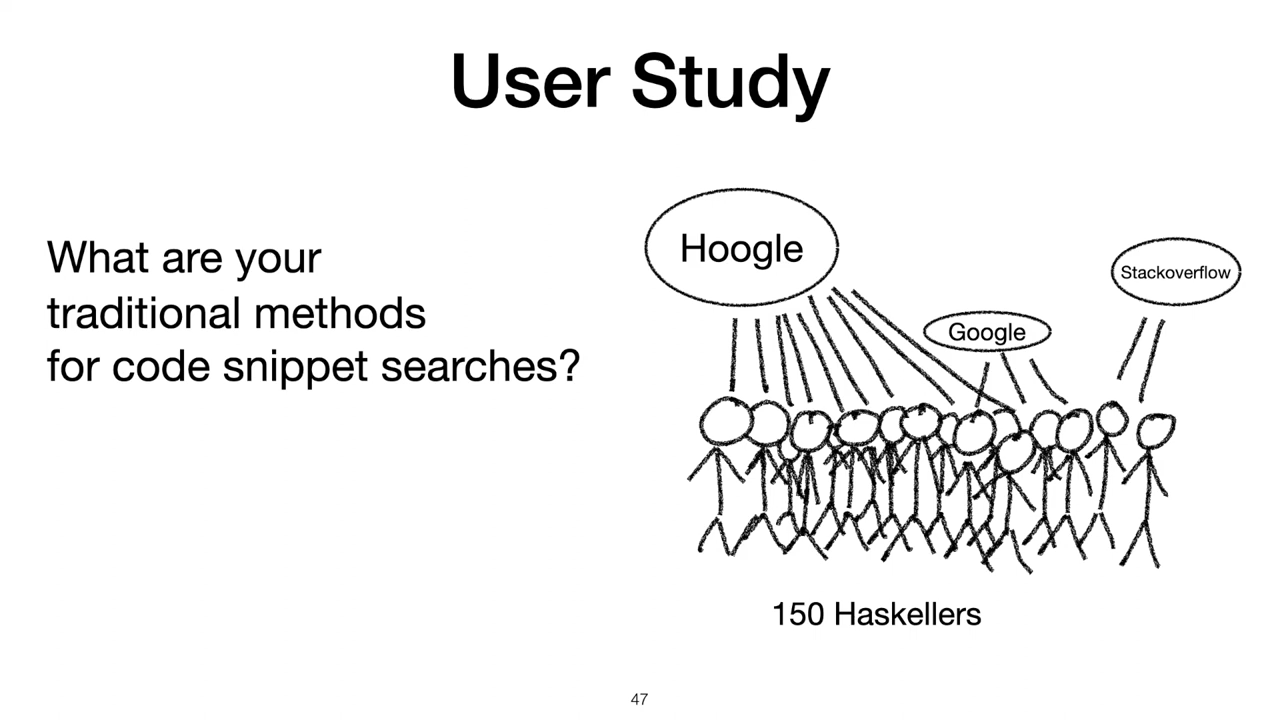 User Study
What are your
traditional methods
for code snippet searches?
Hoogle
Stackoverflow
Google
150 Haskellers
47